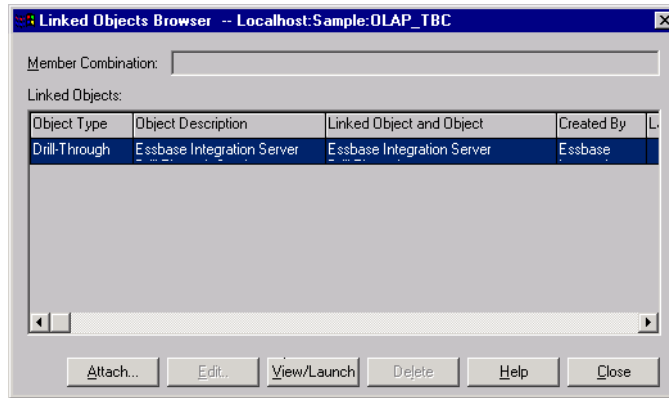 Linked Objects Browser -- Localhost:Sample:OLAP_TBC
Member Combination:
Linked Objects:
Object Type Object Description Linked Object and Object Created By
Drill-Through Essbase Integration Server Essbase Integration Server Essbase
Attach... Edit.. View/Launch Delete Help Close